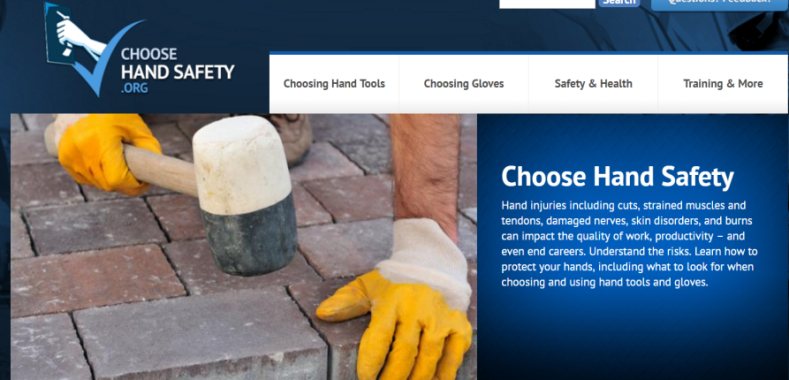 Search
Questions? Feedback?
CHOOSE
HAND SAFETY
.ORG
Choosing Hand Tools
Choosing Gloves
Safety & Health
Training & More
Choose Hand Safety
Hand injuries including cuts, strained muscles and
tendons, damaged nerves, skin disorders, and burns
can impact the quality of work, productivity – and
even end careers. Understand the risks. Learn how to
protect your hands, including what to look for when
choosing and using hand tools and gloves.